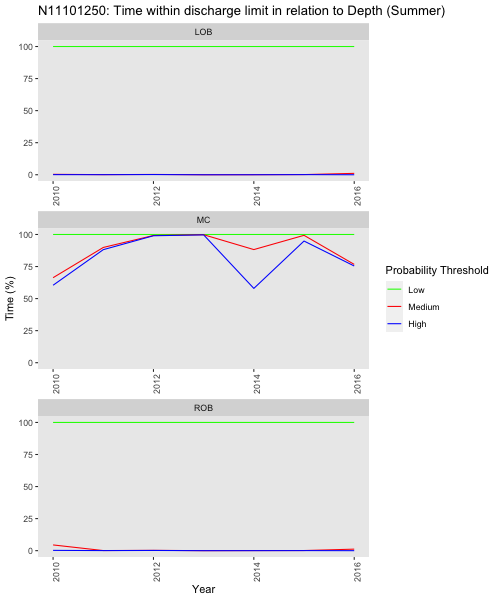 N11101250: Time within discharge limit in relation to Depth (Summer)
LOB
100
75
50
25
0
2010
2012
2014
2016
MC
100
75
50
25
0
2010
2012
2014
2016
Time (%)
ROB
100
75
50
25
0
2010
2012
2014
2016
Year
Probability Threshold
Low
Medium
High